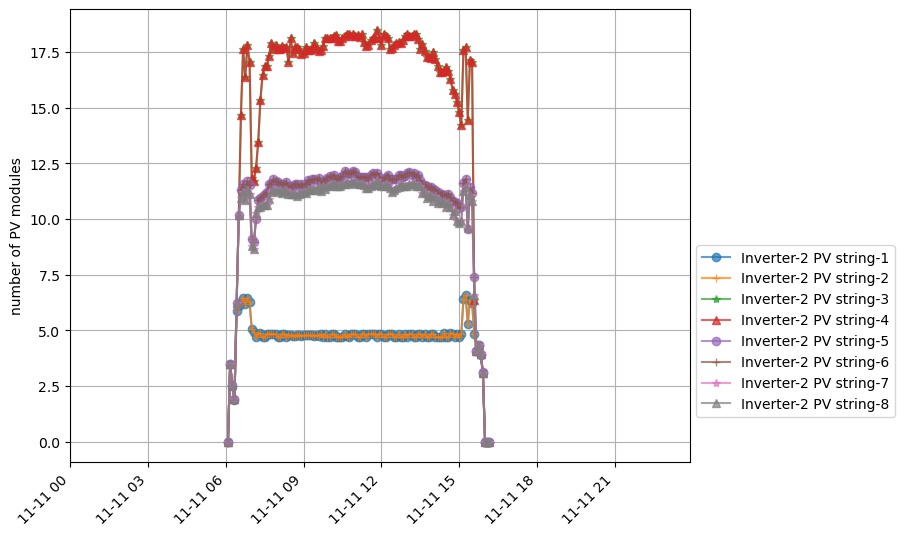 number of PV modules
17.5
15.0
12.5
10.0
7.5
5.0
2.5
0.0
11-11 00
11-11 03
11-11 06
11-11 09
11-11 12
11-11 15
11-11 18
11-11 21
Inverter-2 PV string-1
Inverter-2 PV string-2
Inverter-2 PV string-3
Inverter-2 PV string-4
Inverter-2 PV string-5
Inverter-2 PV string-6
Inverter-2 PV string-7
Inverter-2 PV string-8